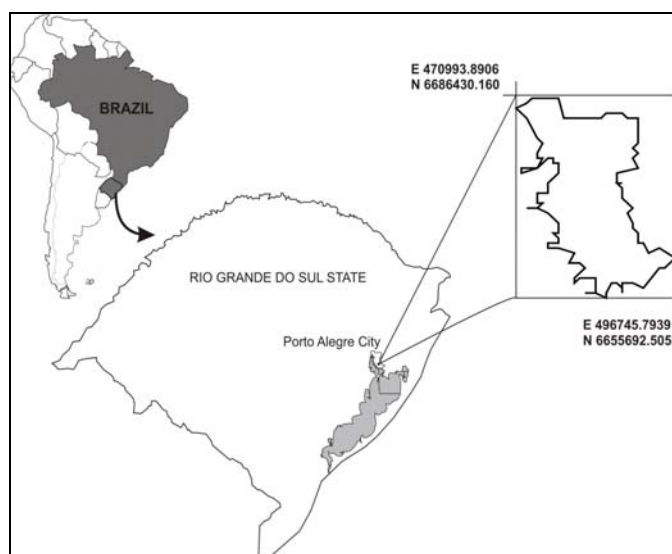 E 470993.8906
N 6686430.160
BRAZIL
RIO GRANDE DO SUL STATE
Porto Alegre City
E 496745.7939
N 6655692.505